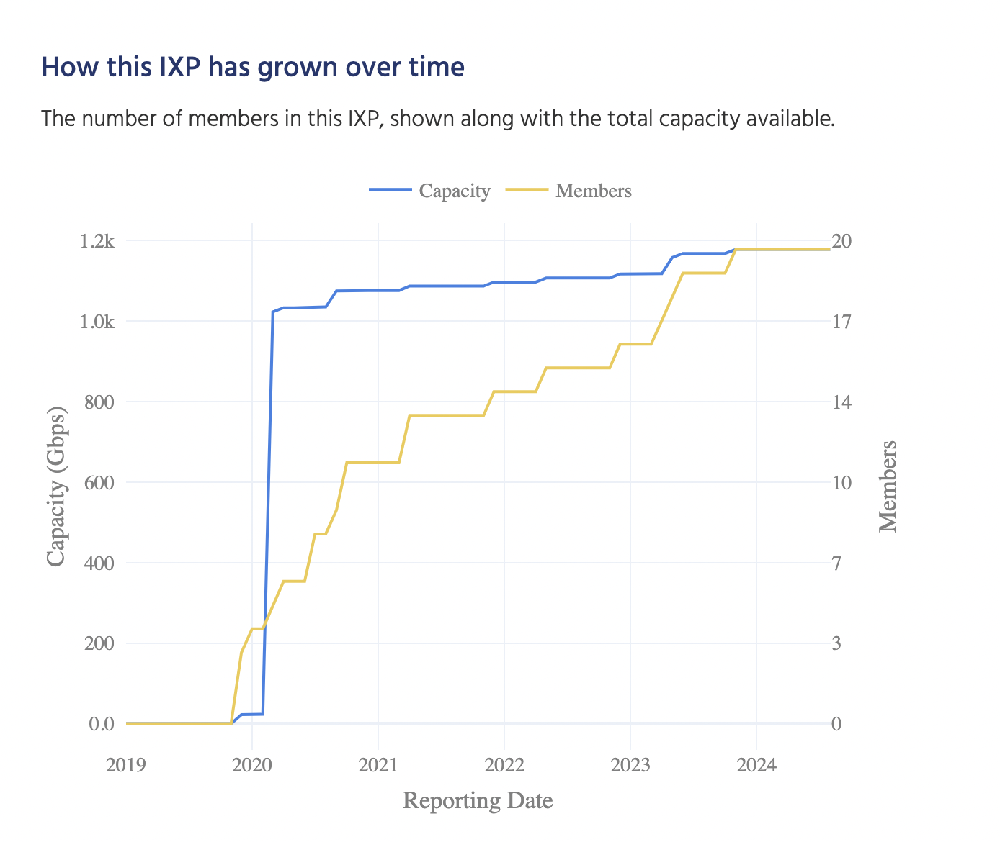 How this IXP has grown over time
The number of members in this IXP, shown along with the total capacity available.
Capacity Members
1.2k 20
1.0k 17
800 14
600 10
400 7
200 3
0.0 0
Capacity (Gbps)
Members
2019 2020 2021 2022 2023 2024
Reporting Date